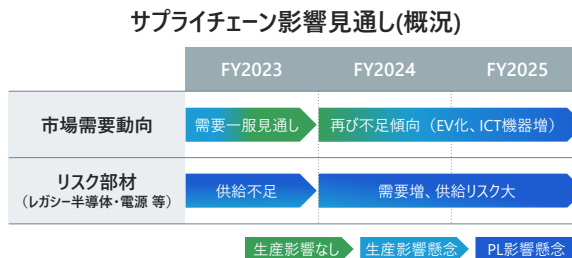 サプライチェーン影響見通し(概況)
FY2023 FY2024 FY2025
市場需要動向 需要一服見通し 再び不足傾向（EV化、ICT機器増）
リスク部材
（レガシー半導体・電源 等） 供給不足 需要増、供給リスク大
生産影響なし 生産影響懸念 PL影響懸念